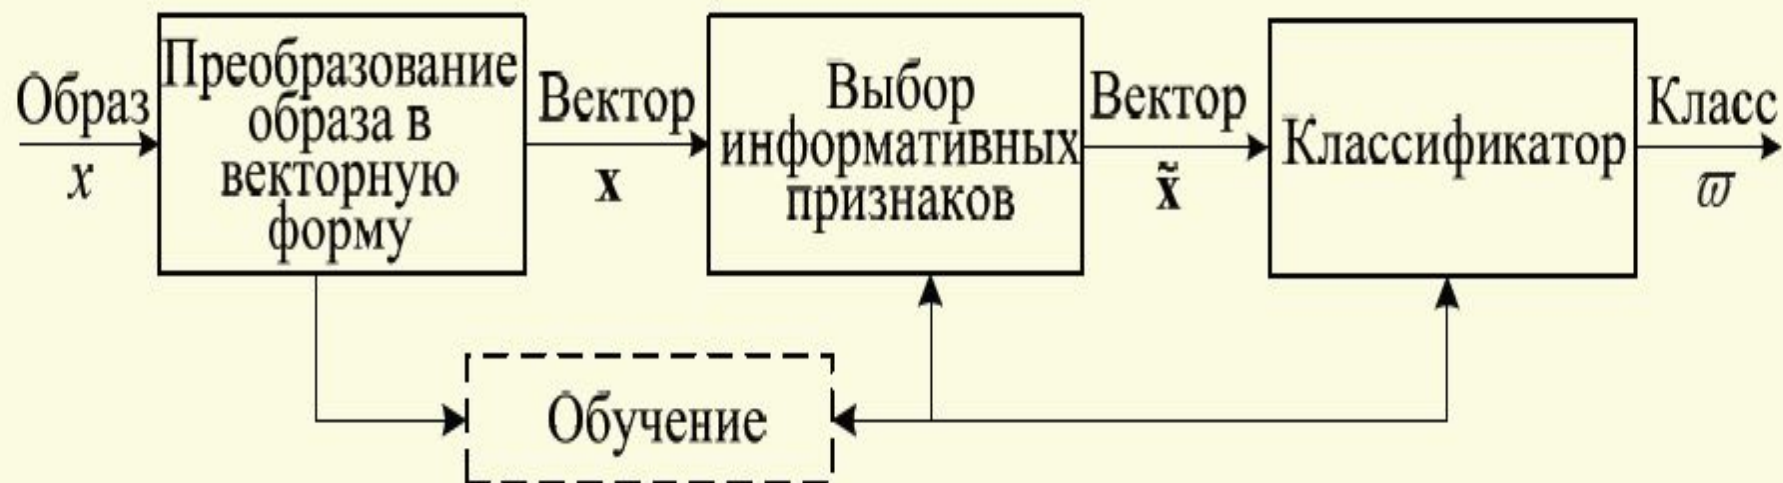 Образ
x
Преобразование
образа в
векторную
форму
Вектор
x
Выбор
информативных
признаков
Вектор
x̃
Классификатор
Класс
ϖ
Обучение